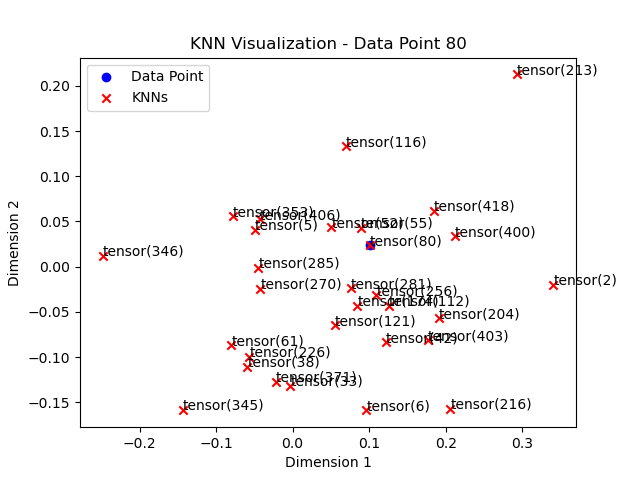 KNN Visualization - Data Point 80
Data Point
KNNs
tensor(213)
tensor(116)
tensor(418)
tensor(353)
tensor(406)
tensor(5)
tensor(52)
tensor(55)
tensor(400)
tensor(80)
tensor(346)
tensor(285)
tensor(270)
tensor(281)
tensor(256)
tensor(2)
tensor(174)
tensor(112)
tensor(204)
tensor(121)
tensor(61)
tensor(42)
tensor(403)
tensor(226)
tensor(38)
tensor(371)
tensor(33)
tensor(345)
tensor(6)
tensor(216)
0.20
0.15
0.10
0.05
0.00
−0.05
−0.10
−0.15
Dimension 2
−0.2
−0.1
0.0
0.1
0.2
0.3
Dimension 1